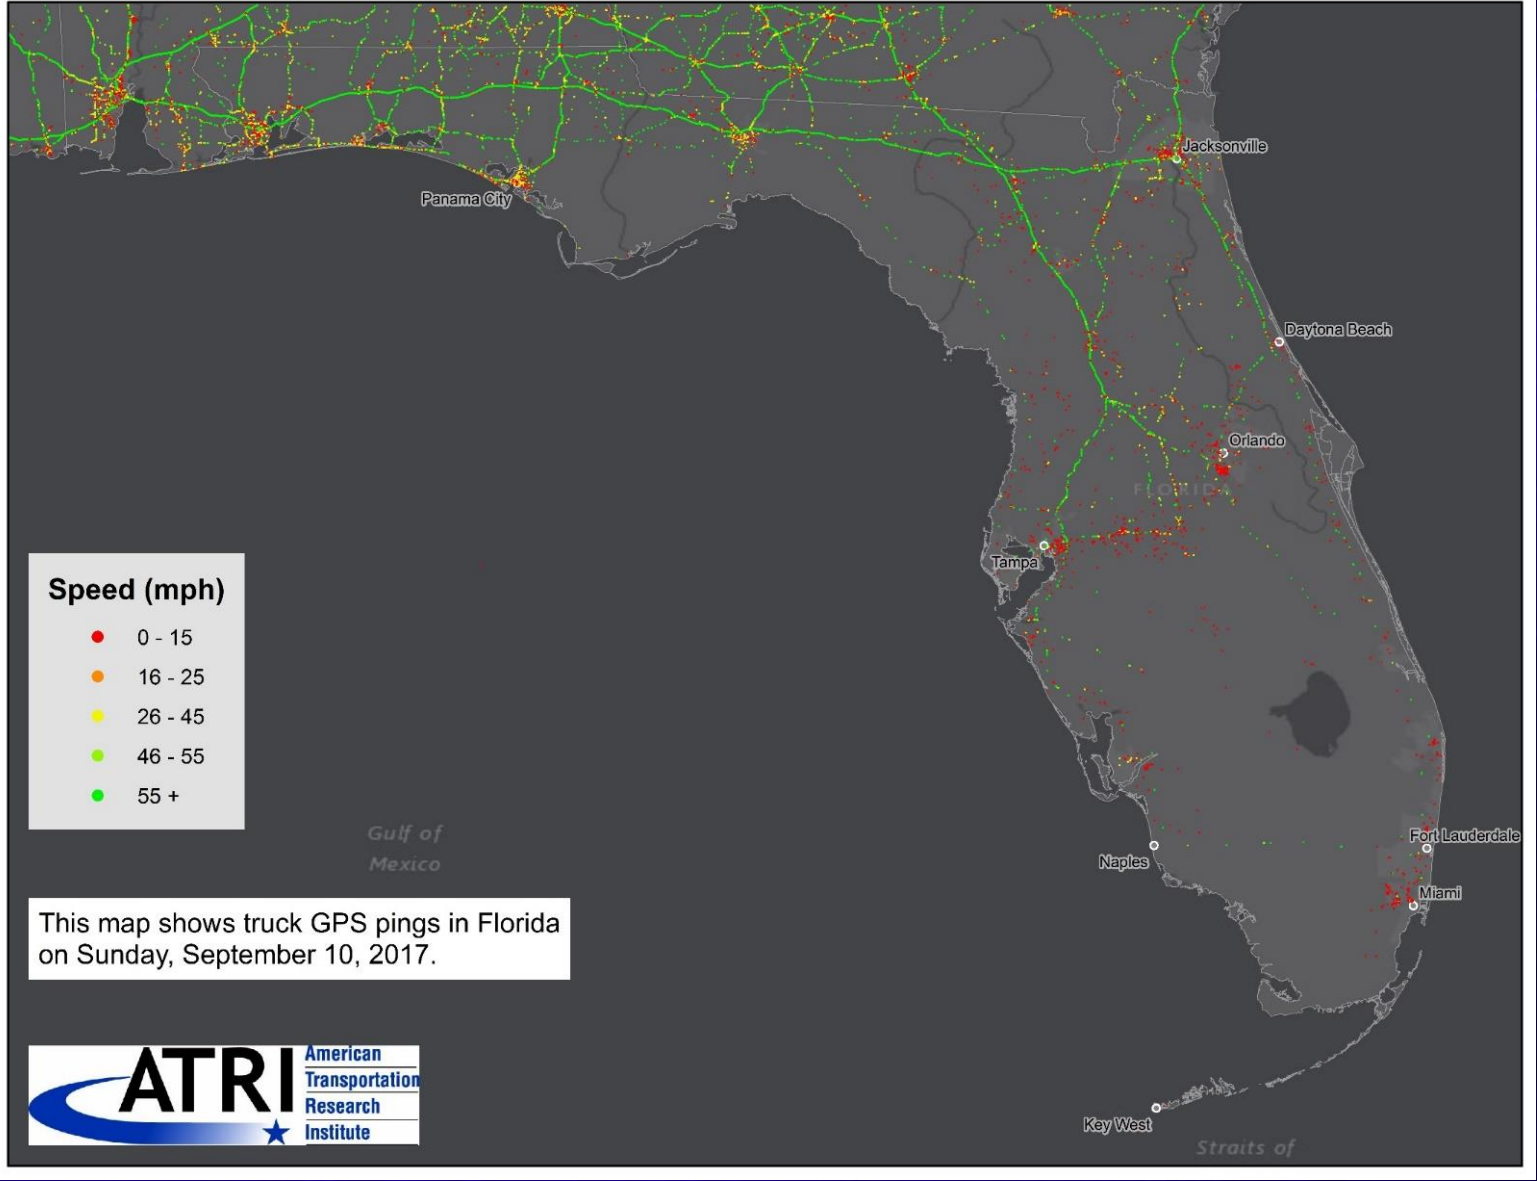 Jacksonville
Panama City
Daytona Beach
Orlando
FLORIDA
Tampa
Speed (mph)
0 - 15
16 - 25
26 - 45
46 - 55
55 +
Gulf of
Mexico
Fort Lauderdale
Naples
Miami
This map shows truck GPS pings in Florida
on Sunday, September 10, 2017.
ATRI
American
Transportation
Research
Institute
Key West
Straits of